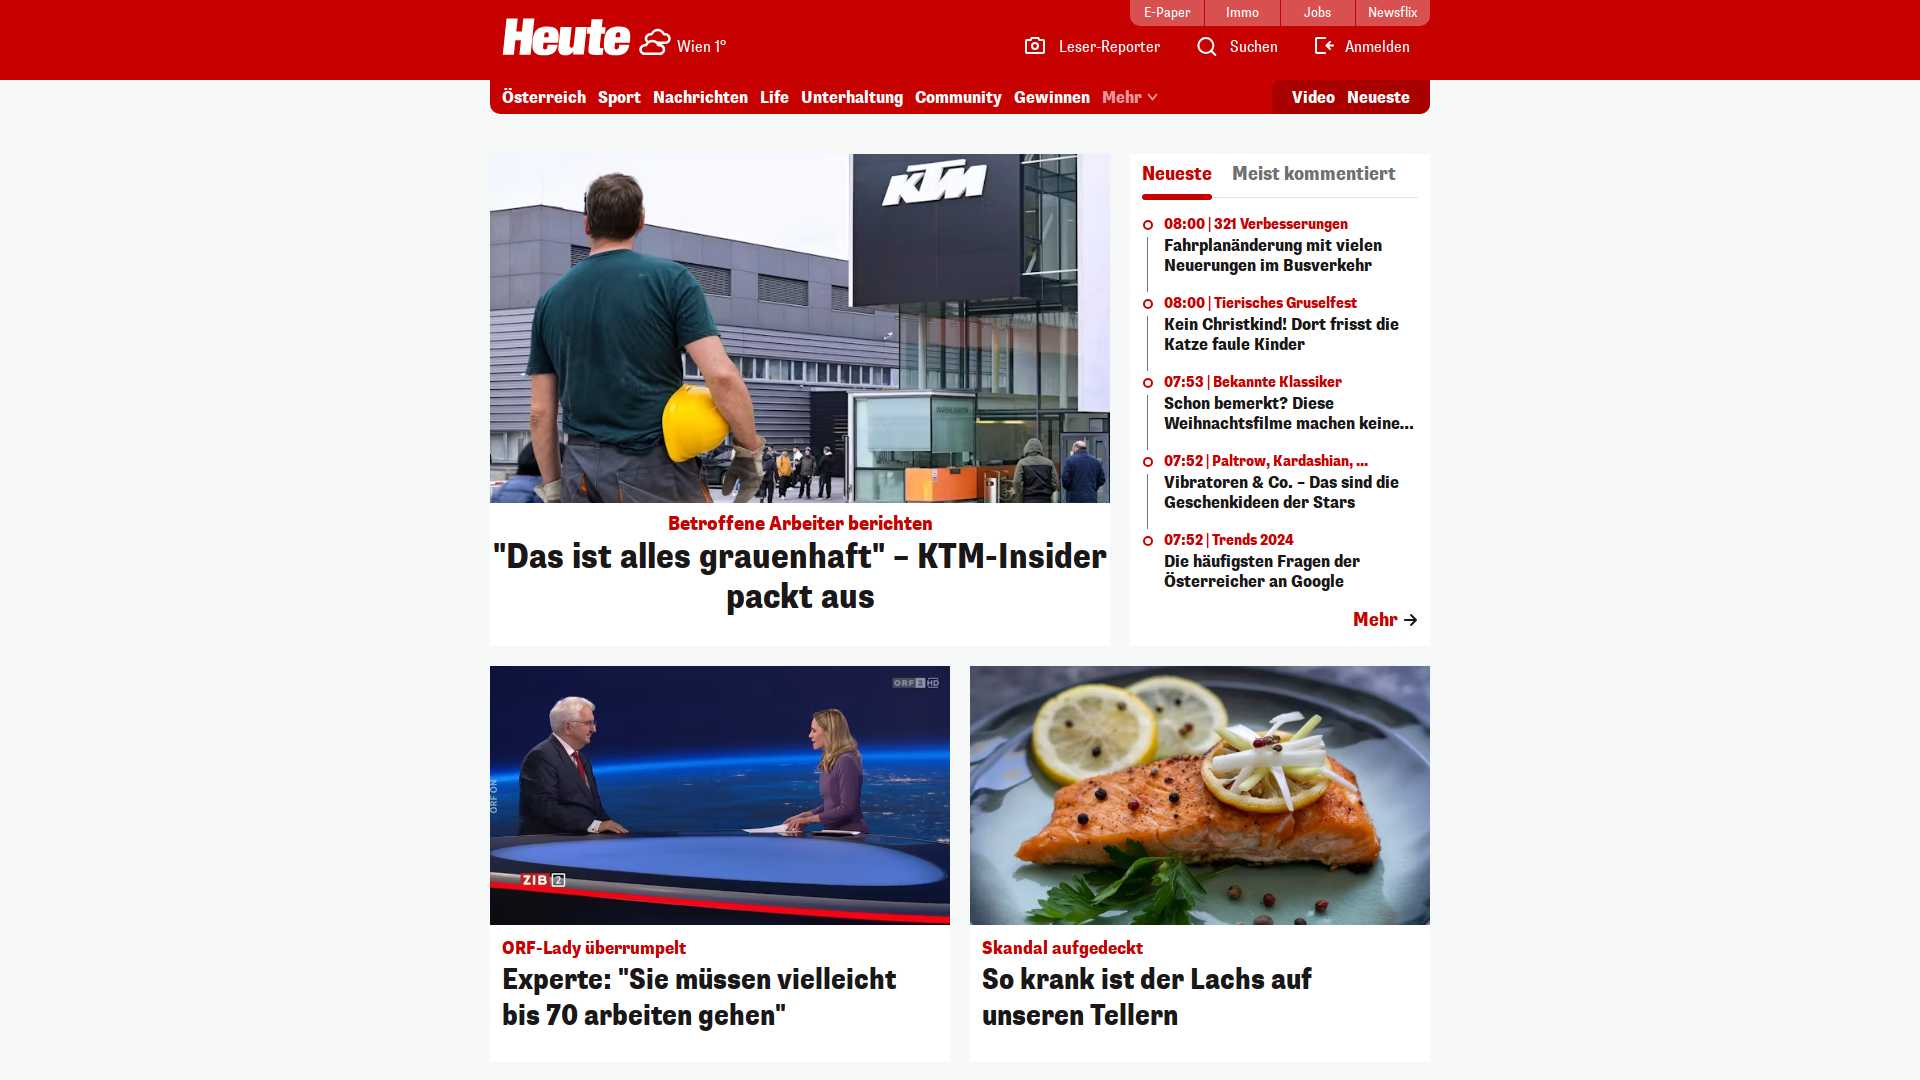 E-Paper
Immo
Jobs
Newsflix
Heute
Wien 1°
Leser-Reporter
Suchen
Anmelden
Österreich
Sport
Nachrichten
Life
Unterhaltung
Community
Gewinnen
Mehr
Video
Neueste
KTM
Betroffene Arbeiter berichten
"Das ist alles grauenhaft" – KTM-Insider
packt aus
Neueste
Meist kommentiert
08:00 | 321 Verbesserungen
Fahrplanänderung mit vielen
Neuerungen im Busverkehr
08:00 | Tierisches Gruselfest
Kein Christkind! Dort frisst die
Katze faule Kinder
07:53 | Bekannte Klassiker
Schon bemerkt? Diese
Weihnachtsfilme machen keine...
07:52 | Paltrow, Kardashian, ...
Vibratoren & Co. – Das sind die
Geschenkideen der Stars
07:52 | Trends 2024
Die häufigsten Fragen der
Österreicher an Google
Mehr
ORF 2 HD
ORF ON
ZIB 2
ORF-Lady überrumpelt
Experte: "Sie müssen vielleicht
bis 70 arbeiten gehen"
Skandal aufgedeckt
So krank ist der Lachs auf
unseren Tellern